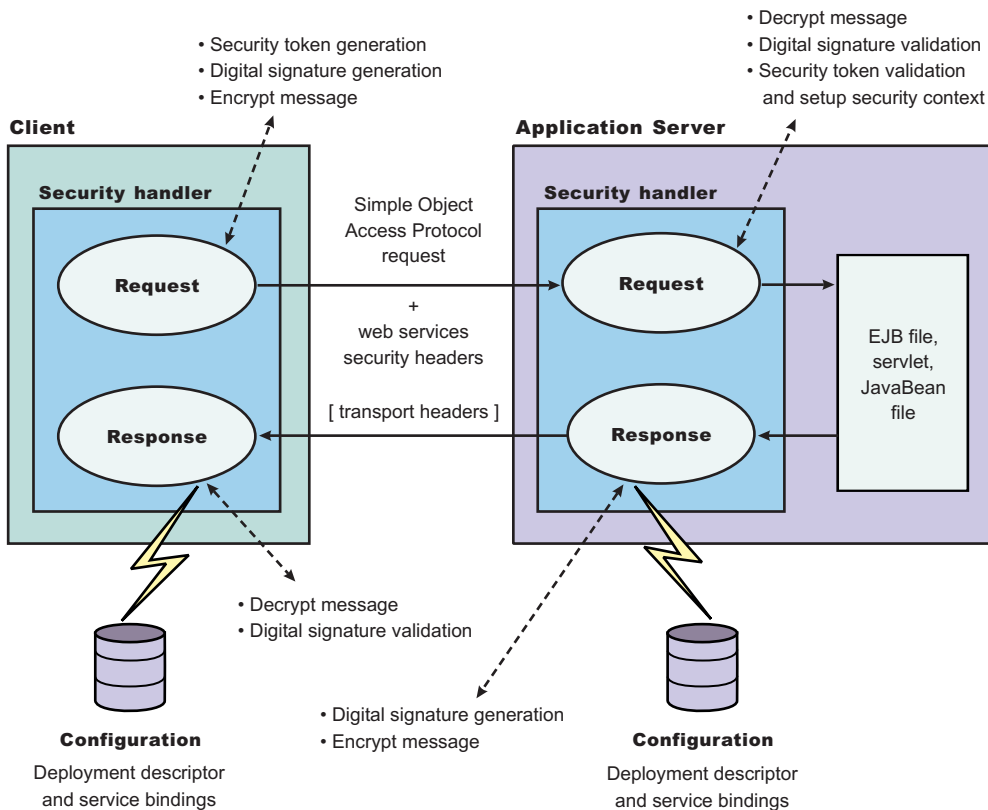 • Security token generation
• Digital signature generation
• Encrypt message
• Decrypt message
• Digital signature validation
• Security token validation
and setup security context
Client
Application Server
Security handler
Security handler
Simple Object
Access Protocol
request
Request
Request
+
web services
security headers
EJB file,
servlet,
JavaBean
file
[ transport headers ]
Response
Response
• Decrypt message
• Digital signature validation
• Digital signature generation
• Encrypt message
Configuration
Deployment descriptor
and service bindings
Configuration
Deployment descriptor
and service bindings